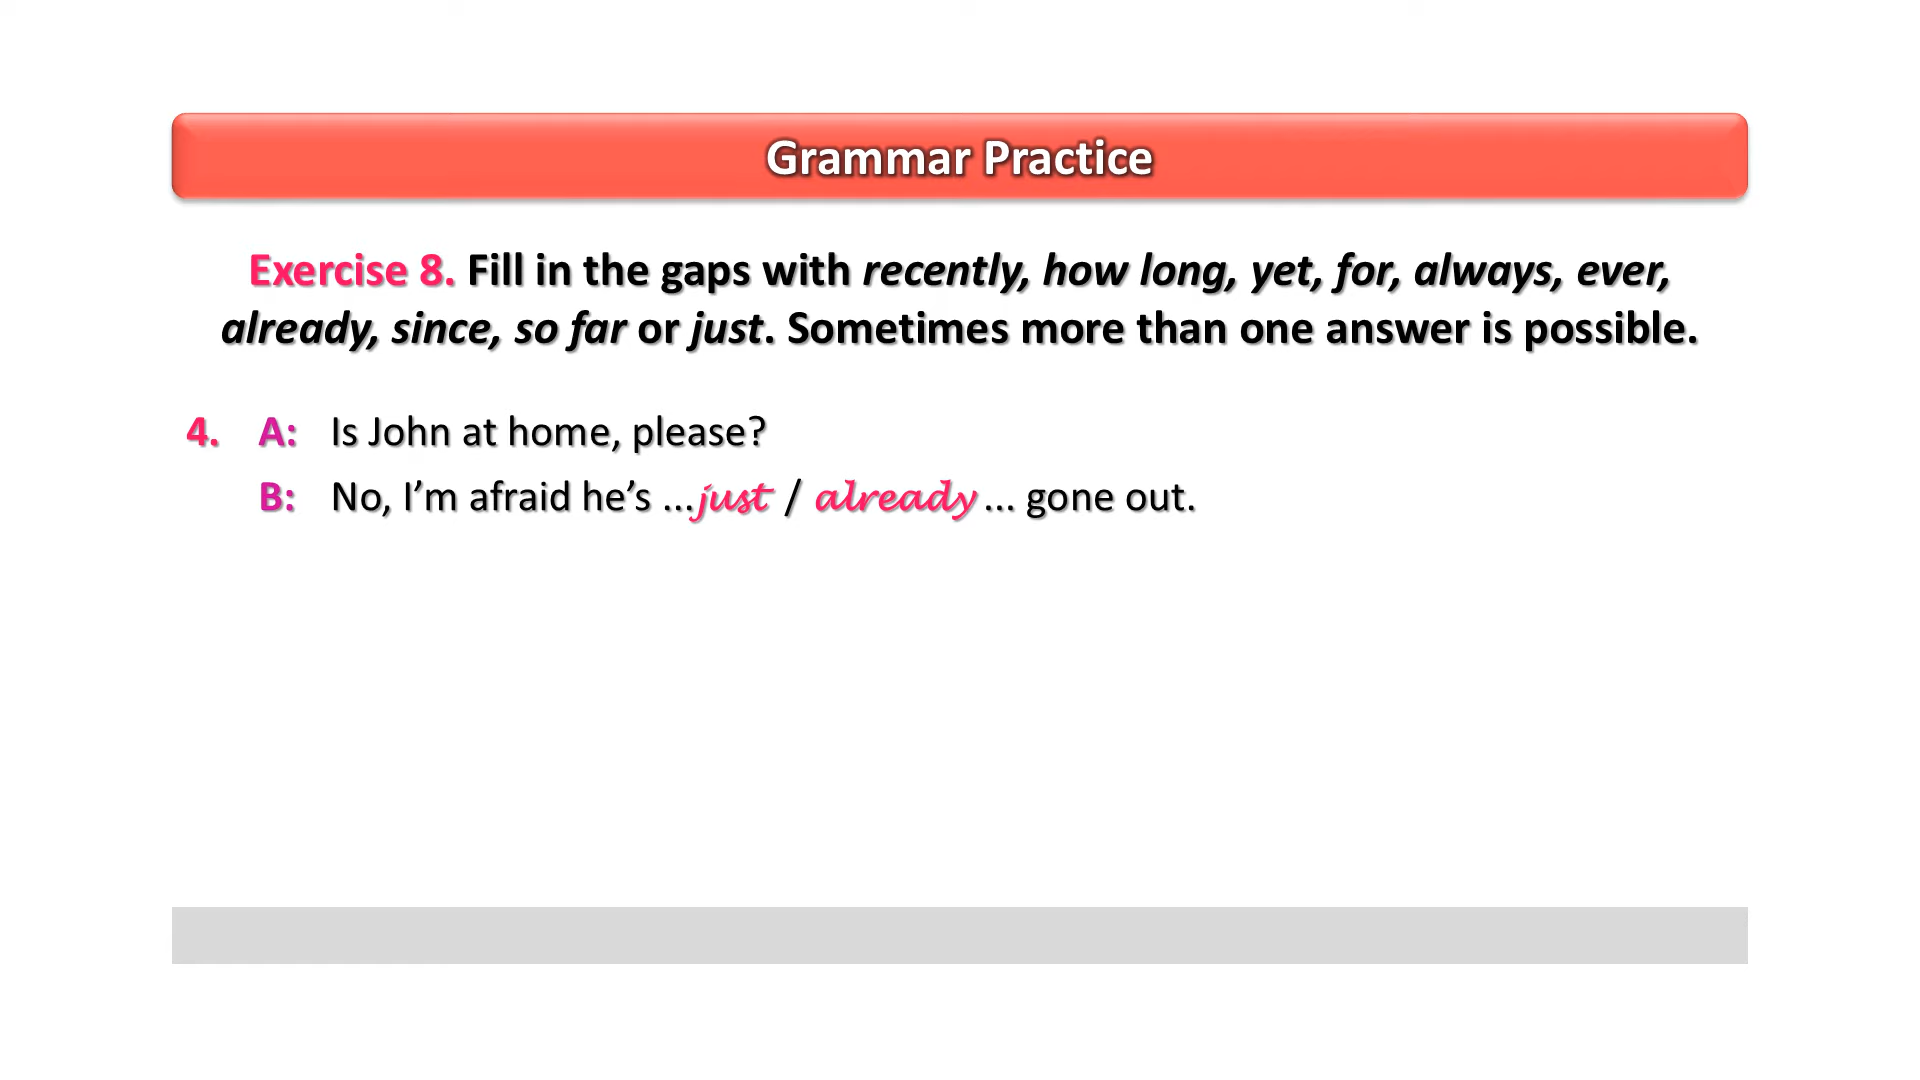 Grammar Practice
Exercise 8. Fill in the gaps with recently, how long, yet, for, always, ever,
already, since, so far or just. Sometimes more than one answer is possible.
4. A: Is John at home, please?
B: No, I’m afraid he’s ...just / already... gone out.